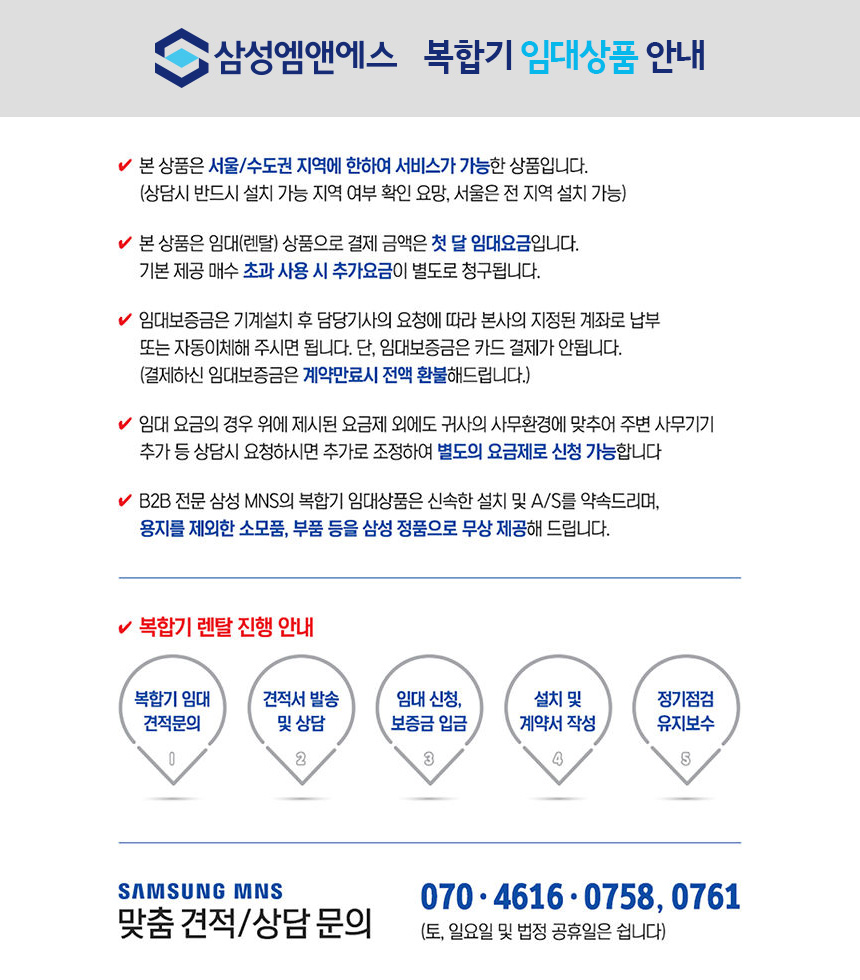 삼성엠앤에스 복합기 임대상품 안내
✔ 본 상품은 서울/수도권 지역에 한하여 서비스가 가능한 상품입니다.
(상담시 반드시 설치 가능 지역 여부 확인 요망, 서울은 전 지역 설치 가능)
✔ 본 상품은 임대(렌탈) 상품으로 결제 금액은 첫 달 임대요금입니다.
기본 제공 매수 초과 사용 시 추가요금이 별도로 청구됩니다.
✔ 임대보증금은 기계설치 후 담당기사의 요청에 따라 본사의 지정된 계좌로 납부
또는 자동이체해 주시면 됩니다. 단, 임대보증금은 카드 결제가 안됩니다.
(결제하신 임대보증금은 계약만료시 전액 환불해드립니다.)
✔ 임대 요금의 경우 위에 제시된 요금제 외에도 귀사의 사무환경에 맞추어 주변 사무기기
추가 등 상담시 요청하시면 추가로 조정하여 별도의 요금제로 신청 가능합니다
✔ B2B 전문 삼성 MNS의 복합기 임대상품은 신속한 설치 및 A/S를 약속드리며,
용지를 제외한 소모품, 부품 등을 삼성 정품으로 무상 제공해 드립니다.
✔ 복합기 렌탈 진행 안내
복합기 임대
견적문의
1
견적서 발송
및 상담
2
임대 신청,
보증금 입금
3
설치 및
계약서 작성
4
정기점검
유지보수
5
SAMSUNG MNS
맞춤 견적/상담 문의
070·4616·0758, 0761
(토, 일요일 및 법정 공휴일은 쉽니다)